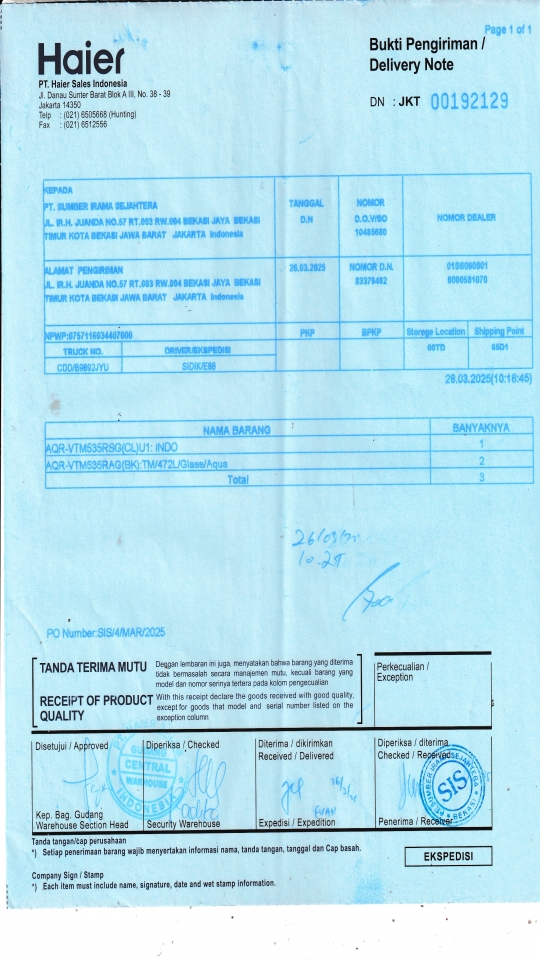 Page 1 of 1
Haier
Bukti Pengiriman /
Delivery Note
PT. Haier Sales Indonesia
Jl. Danau Sunter Barat Blok A III, No. 38 - 39
Jakarta 14350
Telp : (021) 6505668 (Hunting)
Fax : (021) 6512556
DN : JKT 00192129
KEPADA
PT. SUMBER IRAMA SEJAHTERA
JL. IR.H. JUANDA NO.57 RT.003 RW.004 BEKASI JAYA BEKASI
TIMUR KOTA BEKASI JAWA BARAT JAKARTA Indonesia
TANGGAL
D.N
NOMOR
D.O.V/SO
10485680
NOMOR DEALER
ALAMAT PENGIRIMAN
JL. IR.H. JUANDA NO.57 RT.003 RW.004 BEKASI JAYA BEKASI
TIMUR KOTA BEKASI JAWA BARAT JAKARTA Indonesia
26.03.2025
NOMOR D.N.
83376462
PKP
BPKP
Storege Location
Shipping Point
TRUCK NO.
DRIVER/EKSPEDISI
SIDIK/E86
26.03.2025(10:16:45)
NAMA BARANG
BANYAKNYA
AQR-VTM535RSG(CL)U1: INDO
1
AQR-VTM535RAG(BK):TM/472L/Glass/Aqua
2
Total
3
10.29
PO Number:SIS/4/MAR/2025
TANDA TERIMA MUTU
Deggan lembaran ini juga, menyatakan bahwa barang yang diterima
tidak bermasalah secara manajemen mutu, kecuali barang yang
model dan nomor serinya tertera pada kolom pengecualian
RECEIPT OF PRODUCT
QUALITY
With this receipt declare the goods received with good quality,
except for goods that model and serial number listed on the
exception column
Perkecualian /
Exception
Disetujui / Approved
Diperiksa / Checked
Diterima / dikirimkan
Received / Delivered
Diperiksa / diterima
Checked / Received
GUDANG
CENTRAL
WAREHOUSE
INDONESIA
SIS
BEKASI
Kep. Bag. Gudang
Warehouse Section Head
Security Warehouse
Expedisi / Expedition
Penerima / Receiver
Tanda tangan/cap perusahaan
*) Setiap penerimaan barang wajib menyertakan informasi nama, tanda tangan, tanggal dan Cap basah.
EKSPEDISI
Company Sign / Stamp
*) Each item must include name, signature, date and wet stamp information.